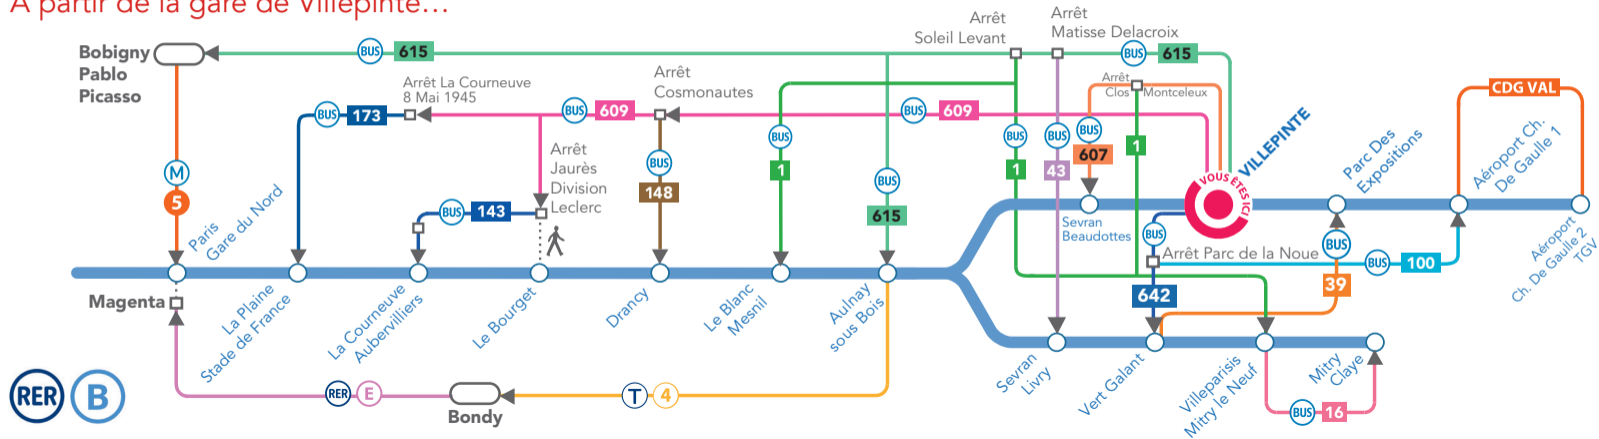 A partir de la gare de Villepinte...
Bobigny
Pablo
Picasso
BUS 615
Arrêt La Courneuve
8 Mai 1945
BUS 173
BUS 609
Arrêt
Cosmonautes
BUS 609
Arrêt
Soleil Levant
Arrêt
Matisse Delacroix
BUS 615
Arrêt
Clos Montceleux
CDG VAL
M
5
Arrêt
Jaurès
Division
Leclerc
BUS 143
BUS
148
BUS
1
BUS
615
BUS
1
BUS
43
BUS
607
1
VILLEPINTE
VOUS ÊTES ICI
Sevran
Beaudottes
Parc Des
Expositions
Aéroport Ch.
De Gaulle 1
Aéroport
Ch. De Gaulle 2
TGV
BUS
Arrêt Parc de la Noue
642
BUS
39
BUS 100
Paris
Gare du Nord
Magenta
La Plaine
Stade de France
La Courneuve
Aubervilliers
Le Bourget
Drancy
Le Blanc
Mesnil
Aulnay
sous Bois
Sevran
Livry
Vert Galant
Villeparisis
Mitry le Neuf
Mitry
Claye
BUS 16
RER B
RER E
Bondy
T 4